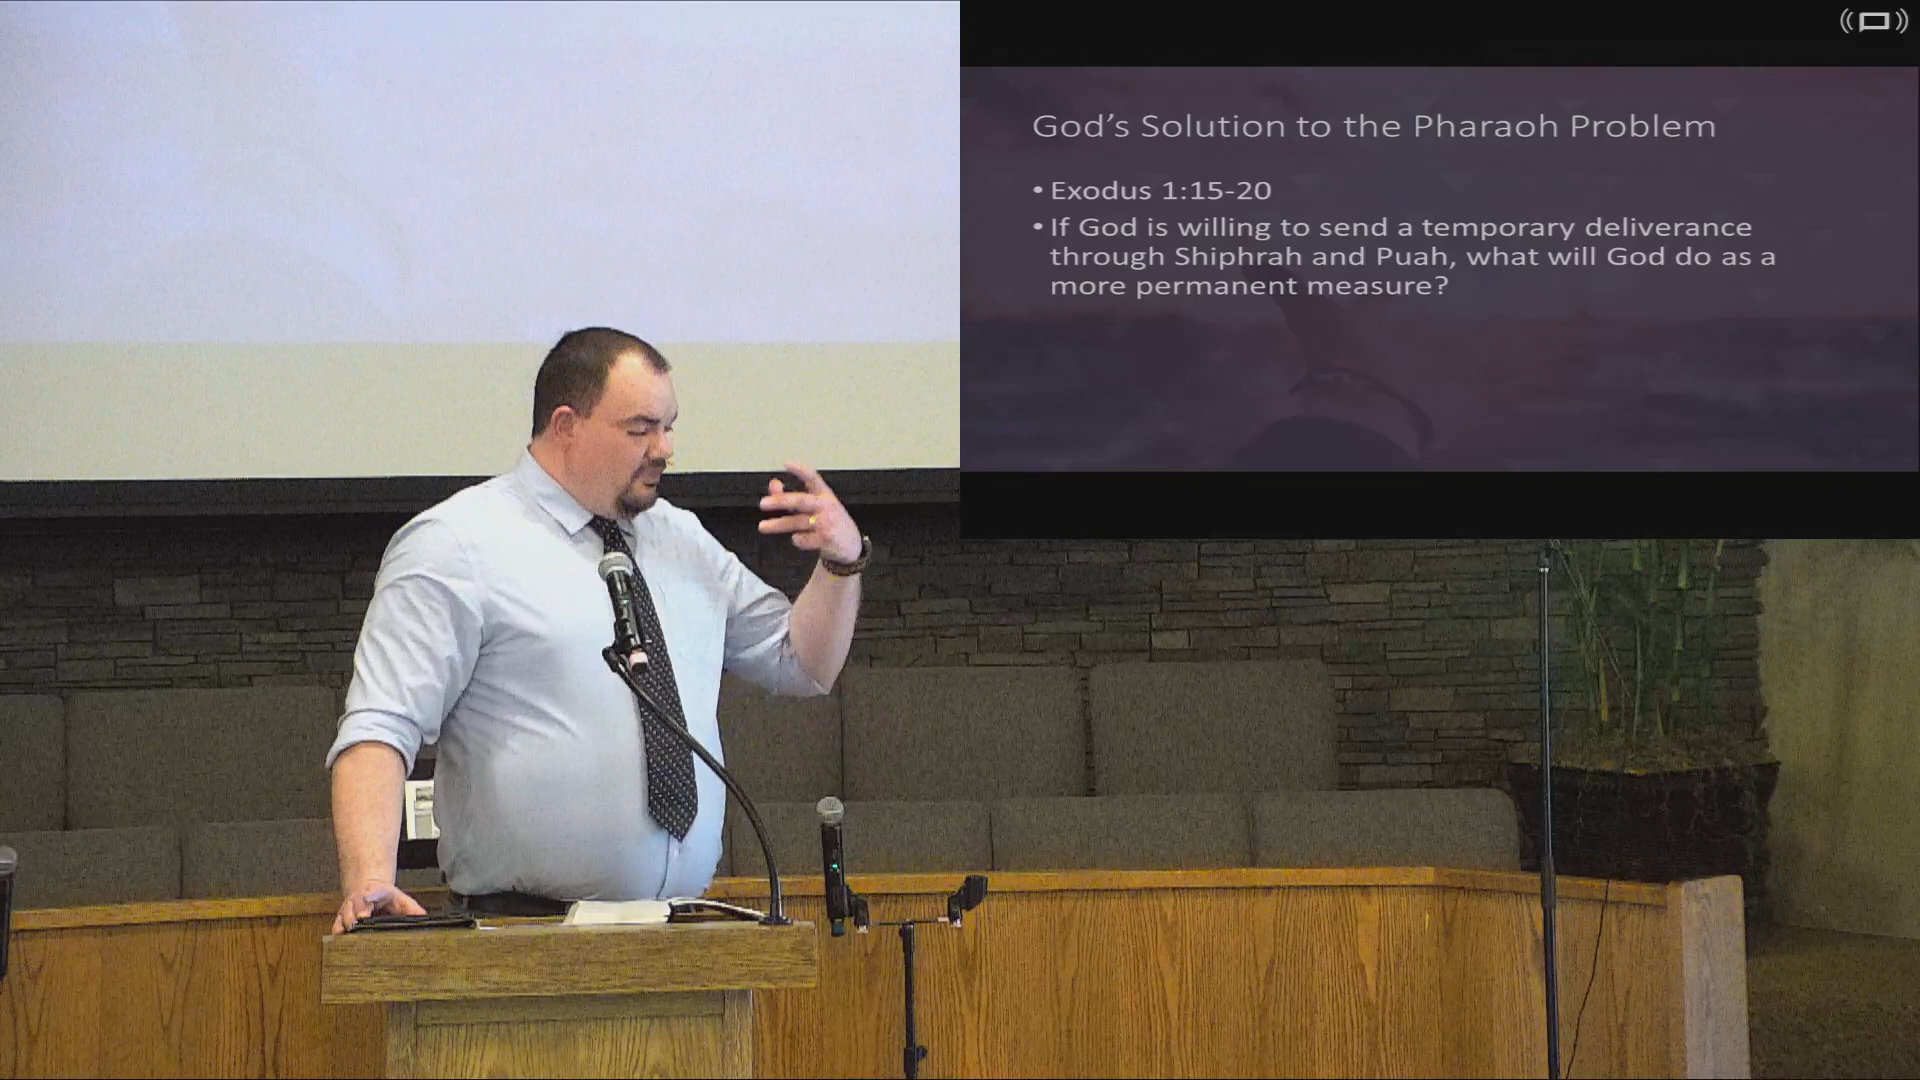 God's Solution to the Pharaoh Problem
• Exodus 1:15-20
• If God is willing to send a temporary deliverance
through Shiphrah and Puah, what will God do as a
more permanent measure?